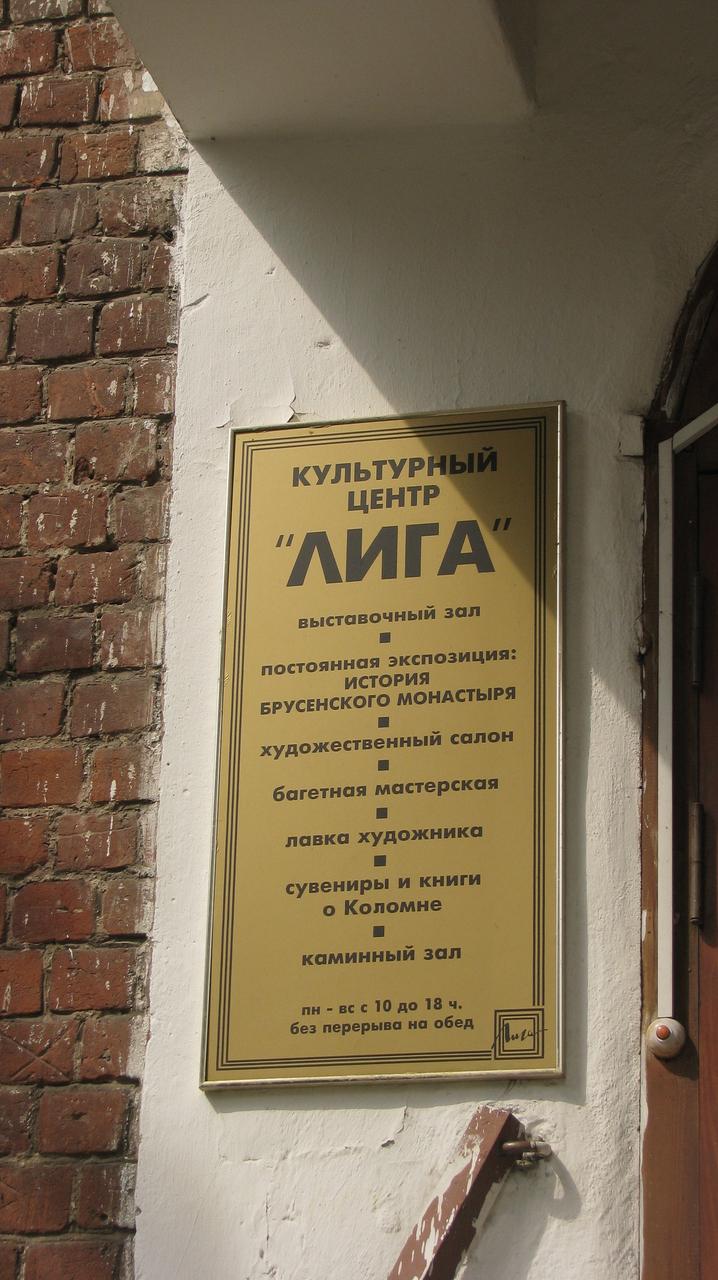 КУЛЬТУРНЫЙ
ЦЕНТР
"ЛИГА"
выставочный зал
постоянная экспозиция:
ИСТОРИЯ
БРУСЕНСКОГО МОНАСТЫРЯ
художественный салон
багетная мастерская
лавка художника
сувениры и книги
о Коломне
каминный зал
пн - вс с 10 до 18 ч.
без перерыва на обед
Лига